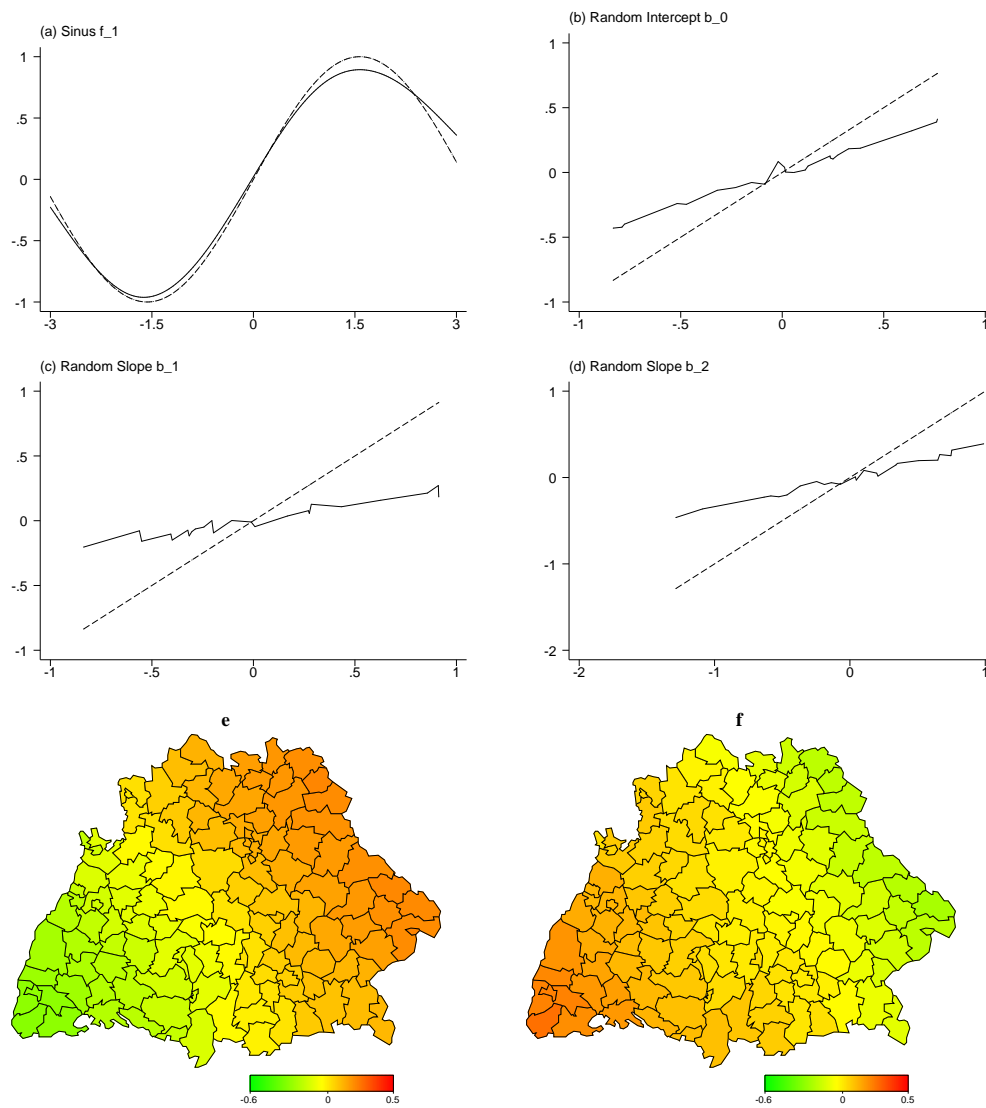 (a) Sinus f_1
1
.5
0
-.5
-1
-3 -1.5 0 1.5 3
(b) Random Intercept b_0
1
.5
0
-.5
-1
-1 -.5 0 .5 1
(c) Random Slope b_1
1
.5
0
-.5
-1
-1 -.5 0 .5 1
(d) Random Slope b_2
1
0
-1
-2
-2 -1 0 1
e
f
-0.6 0 0.5
-0.6 0 0.5